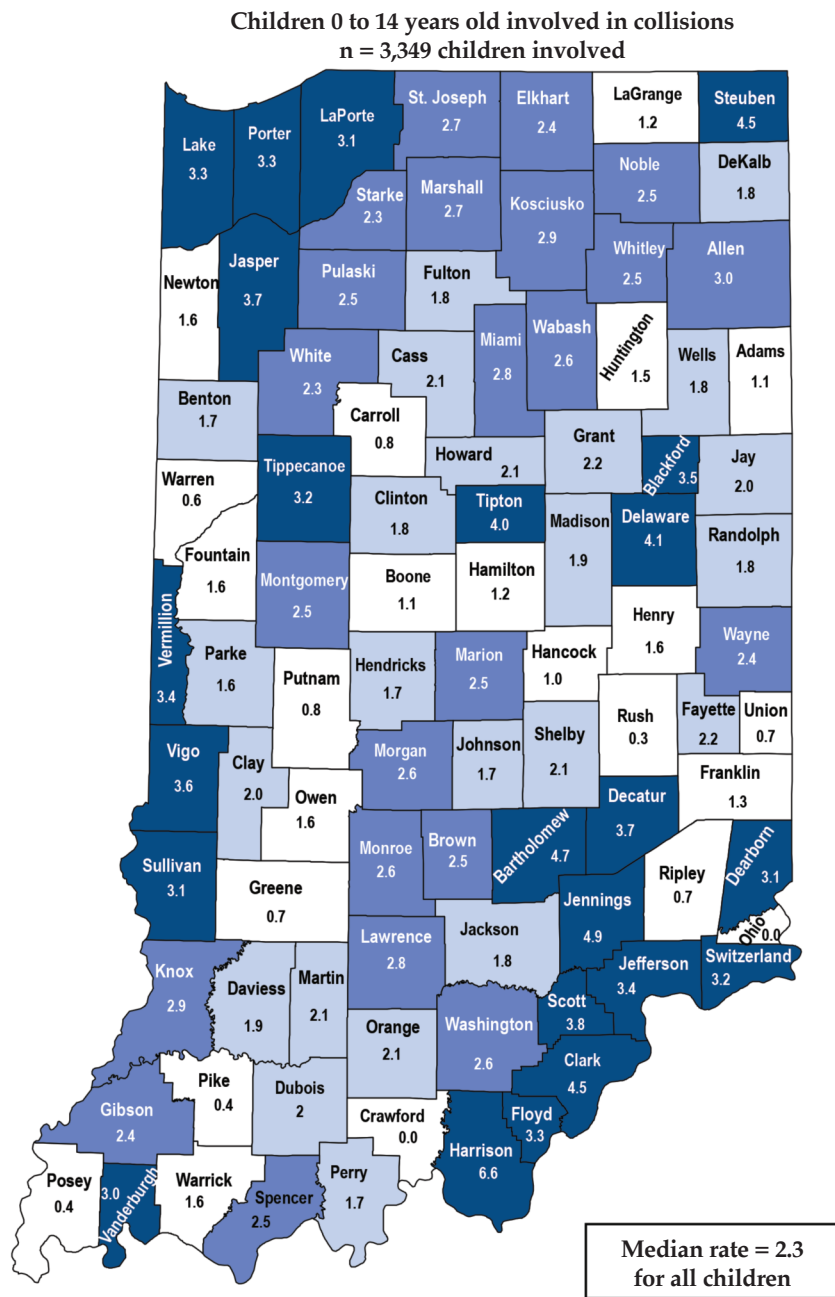 Children 0 to 14 years old involved in collisions
n = 3,349 children involved
St. Joseph
2.7
Elkhart
2.4
LaGrange
1.2
Steuben
4.5
LaPorte
3.1
Porter
3.3
Lake
3.3
Noble
2.5
DeKalb
1.8
Starke
2.3
Marshall
2.7
Kosciusko
2.9
Whitley
2.5
Allen
3.0
Newton
1.6
Jasper
3.7
Pulaski
2.5
Fulton
1.8
White
2.3
Cass
2.1
Miami
2.8
Wabash
2.6
Huntington
1.5
Wells
1.8
Adams
1.1
Benton
1.7
Carroll
0.8
Howard
2.1
Grant
2.2
Blackford
3.5
Jay
2.0
Warren
0.6
Tippecanoe
3.2
Clinton
1.8
Tipton
4.0
Madison
1.9
Delaware
4.1
Randolph
1.8
Fountain
1.6
Montgomery
2.5
Boone
1.1
Hamilton
1.2
Henry
1.6
Wayne
2.4
Vermillion
3.4
Parke
1.6
Putnam
0.8
Hendricks
1.7
Marion
2.5
Hancock
1.0
Rush
0.3
Fayette
2.2
Union
0.7
Vigo
3.6
Clay
2.0
Owen
1.6
Morgan
2.6
Johnson
1.7
Shelby
2.1
Decatur
3.7
Franklin
1.3
Sullivan
3.1
Greene
0.7
Monroe
2.6
Brown
2.5
Bartholomew
4.7
Jennings
4.9
Ripley
0.7
Dearborn
3.1
Ohio
0.0
Knox
2.9
Daviess
1.9
Martin
2.1
Lawrence
2.8
Jackson
1.8
Scott
3.8
Jefferson
3.4
Switzerland
3.2
Orange
2.1
Washington
2.6
Clark
4.5
Gibson
2.4
Pike
0.4
Dubois
2
Crawford
0.0
Floyd
3.3
Harrison
6.6
Posey
0.4
Vanderburgh
3.0
Warrick
1.6
Spencer
2.5
Perry
1.7
Median rate = 2.3
for all children